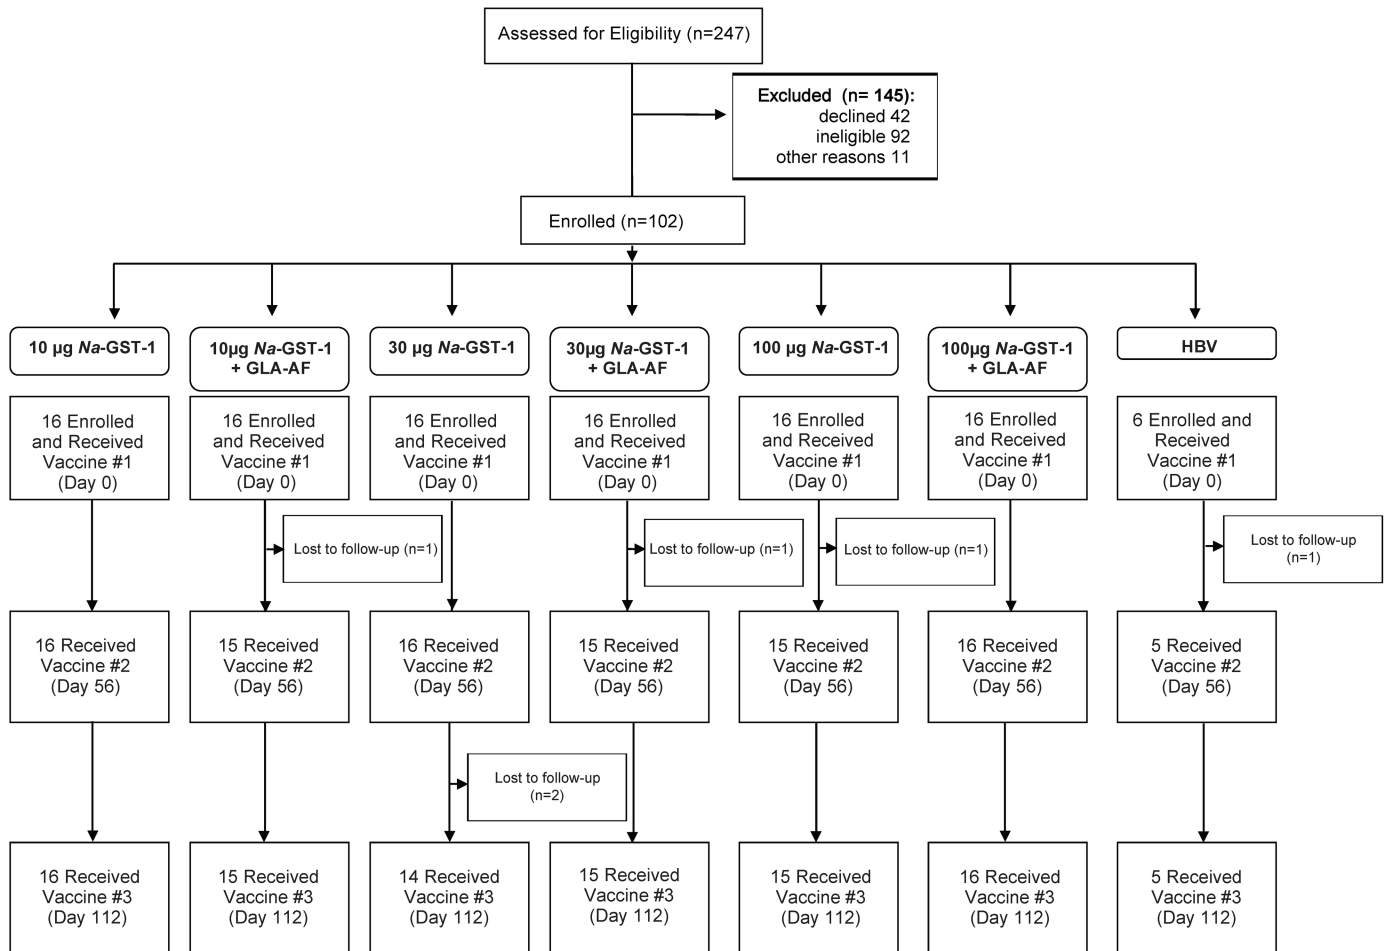 Assessed for Eligibility (n=247)
Excluded (n= 145):
declined 42
ineligible 92
other reasons 11
Enrolled (n=102)
10 µg Na-GST-1
10µg Na-GST-1
+ GLA-AF
30 µg Na-GST-1
30µg Na-GST-1
+ GLA-AF
100 µg Na-GST-1
100µg Na-GST-1
+ GLA-AF
HBV
16 Enrolled
and Received
Vaccine #1
(Day 0)
16 Enrolled
and Received
Vaccine #1
(Day 0)
16 Enrolled
and Received
Vaccine #1
(Day 0)
16 Enrolled
and Received
Vaccine #1
(Day 0)
16 Enrolled
and Received
Vaccine #1
(Day 0)
16 Enrolled
and Received
Vaccine #1
(Day 0)
6 Enrolled and
Received
Vaccine #1
(Day 0)
Lost to follow-up (n=1)
Lost to follow-up (n=1)
Lost to follow-up (n=1)
Lost to follow-up
(n=1)
16 Received
Vaccine #2
(Day 56)
15 Received
Vaccine #2
(Day 56)
16 Received
Vaccine #2
(Day 56)
15 Received
Vaccine #2
(Day 56)
15 Received
Vaccine #2
(Day 56)
16 Received
Vaccine #2
(Day 56)
5 Received
Vaccine #2
(Day 56)
Lost to follow-up
(n=2)
16 Received
Vaccine #3
(Day 112)
15 Received
Vaccine #3
(Day 112)
14 Received
Vaccine #3
(Day 112)
15 Received
Vaccine #3
(Day 112)
15 Received
Vaccine #3
(Day 112)
16 Received
Vaccine #3
(Day 112)
5 Received
Vaccine #3
(Day 112)